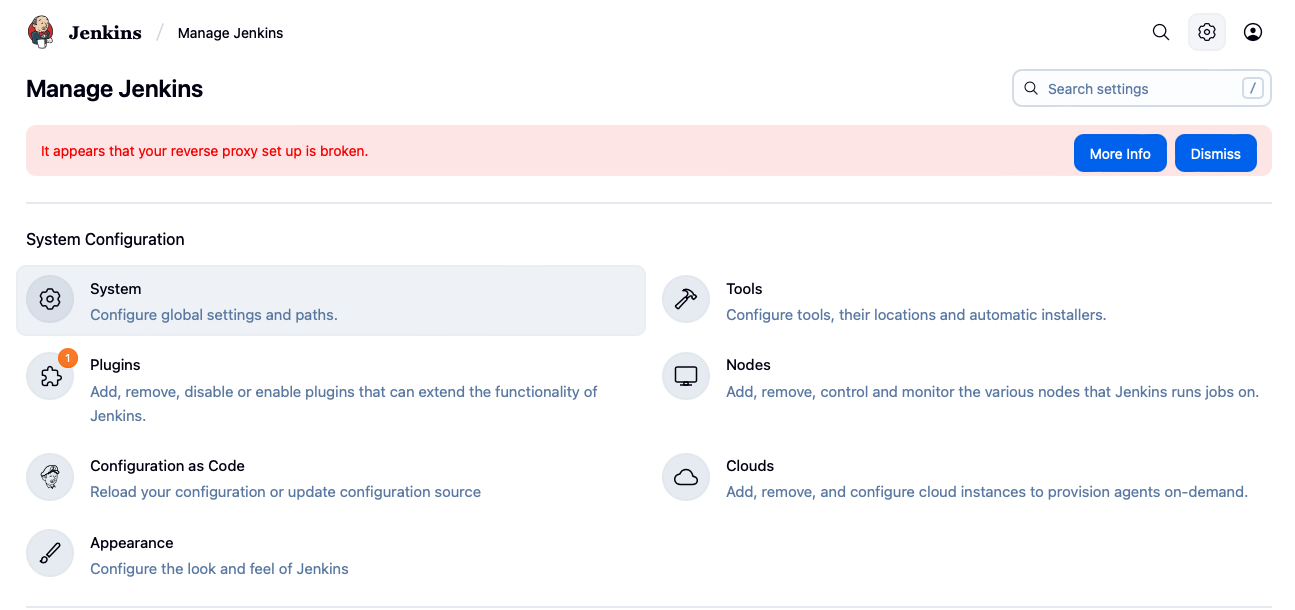 Jenkins / Manage Jenkins
Manage Jenkins
Search settings /
It appears that your reverse proxy set up is broken.
More Info
Dismiss
System Configuration
System
Configure global settings and paths.
Tools
Configure tools, their locations and automatic installers.
1
Plugins
Add, remove, disable or enable plugins that can extend the functionality of
Jenkins.
Nodes
Add, remove, control and monitor the various nodes that Jenkins runs jobs on.
Configuration as Code
Reload your configuration or update configuration source
Clouds
Add, remove, and configure cloud instances to provision agents on-demand.
Appearance
Configure the look and feel of Jenkins